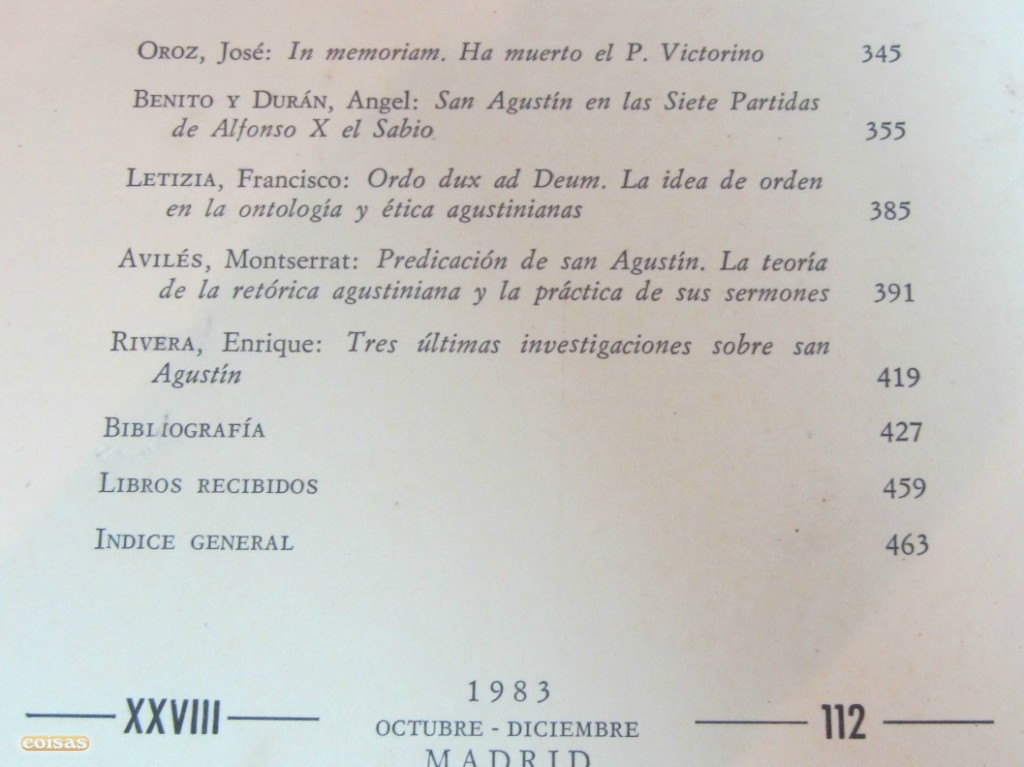 OROZ, José: In memoriam. Ha muerto el P. Victorino 345
BENITO Y DURÁN, Angel: San Agustín en las Siete Partidas
de Alfonso X el Sabio 355
LETIZIA, Francisco: Ordo dux ad Deum. La idea de orden
en la ontología y ética agustinianas 385
AVILÉS, Montserrat: Predicación de san Agustín. La teoría
de la retórica agustiniana y la práctica de sus sermones 391
RIVERA, Enrique: Tres últimas investigaciones sobre san
Agustín 419
BIBLIOGRAFÍA 427
LIBROS RECIBIDOS 459
INDICE GENERAL 463
1983
XXVIII OCTUBRE - DICIEMBRE 112
MADRID
coisas